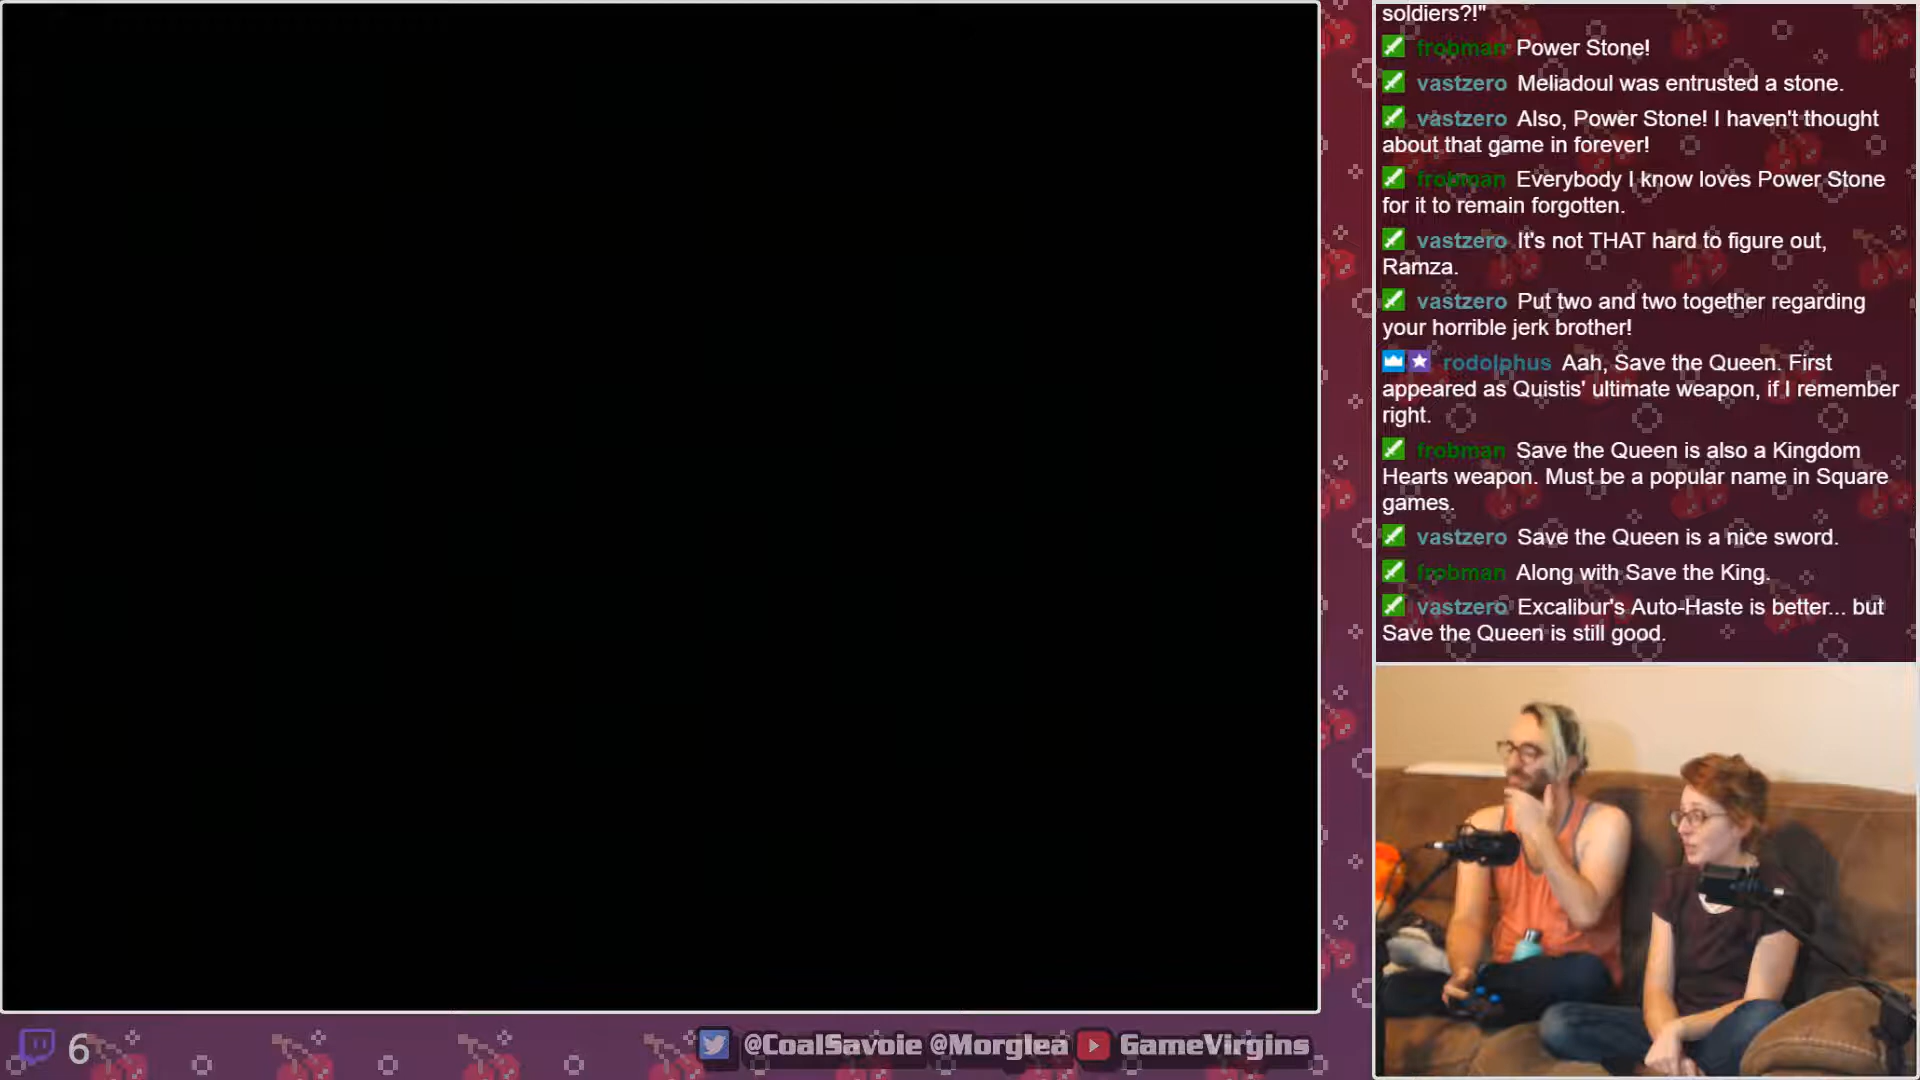 soldiers?!"
frobman Power Stone!
vastzero Meliadoul was entrusted a stone.
vastzero Also, Power Stone! I haven't thought
about that game in forever!
frobman Everybody I know loves Power Stone
for it to remain forgotten.
vastzero It's not THAT hard to figure out,
Ramza.
vastzero Put two and two together regarding
your horrible jerk brother!
rodolphus Aah, Save the Queen. First
appeared as Quistis' ultimate weapon, if I remember
right.
frobman Save the Queen is also a Kingdom
Hearts weapon. Must be a popular name in Square
games.
vastzero Save the Queen is a nice sword.
frobman Along with Save the King.
vastzero Excalibur's Auto-Haste is better... but
Save the Queen is still good.
6
@CoalSavoie @Morglea GameVirgins